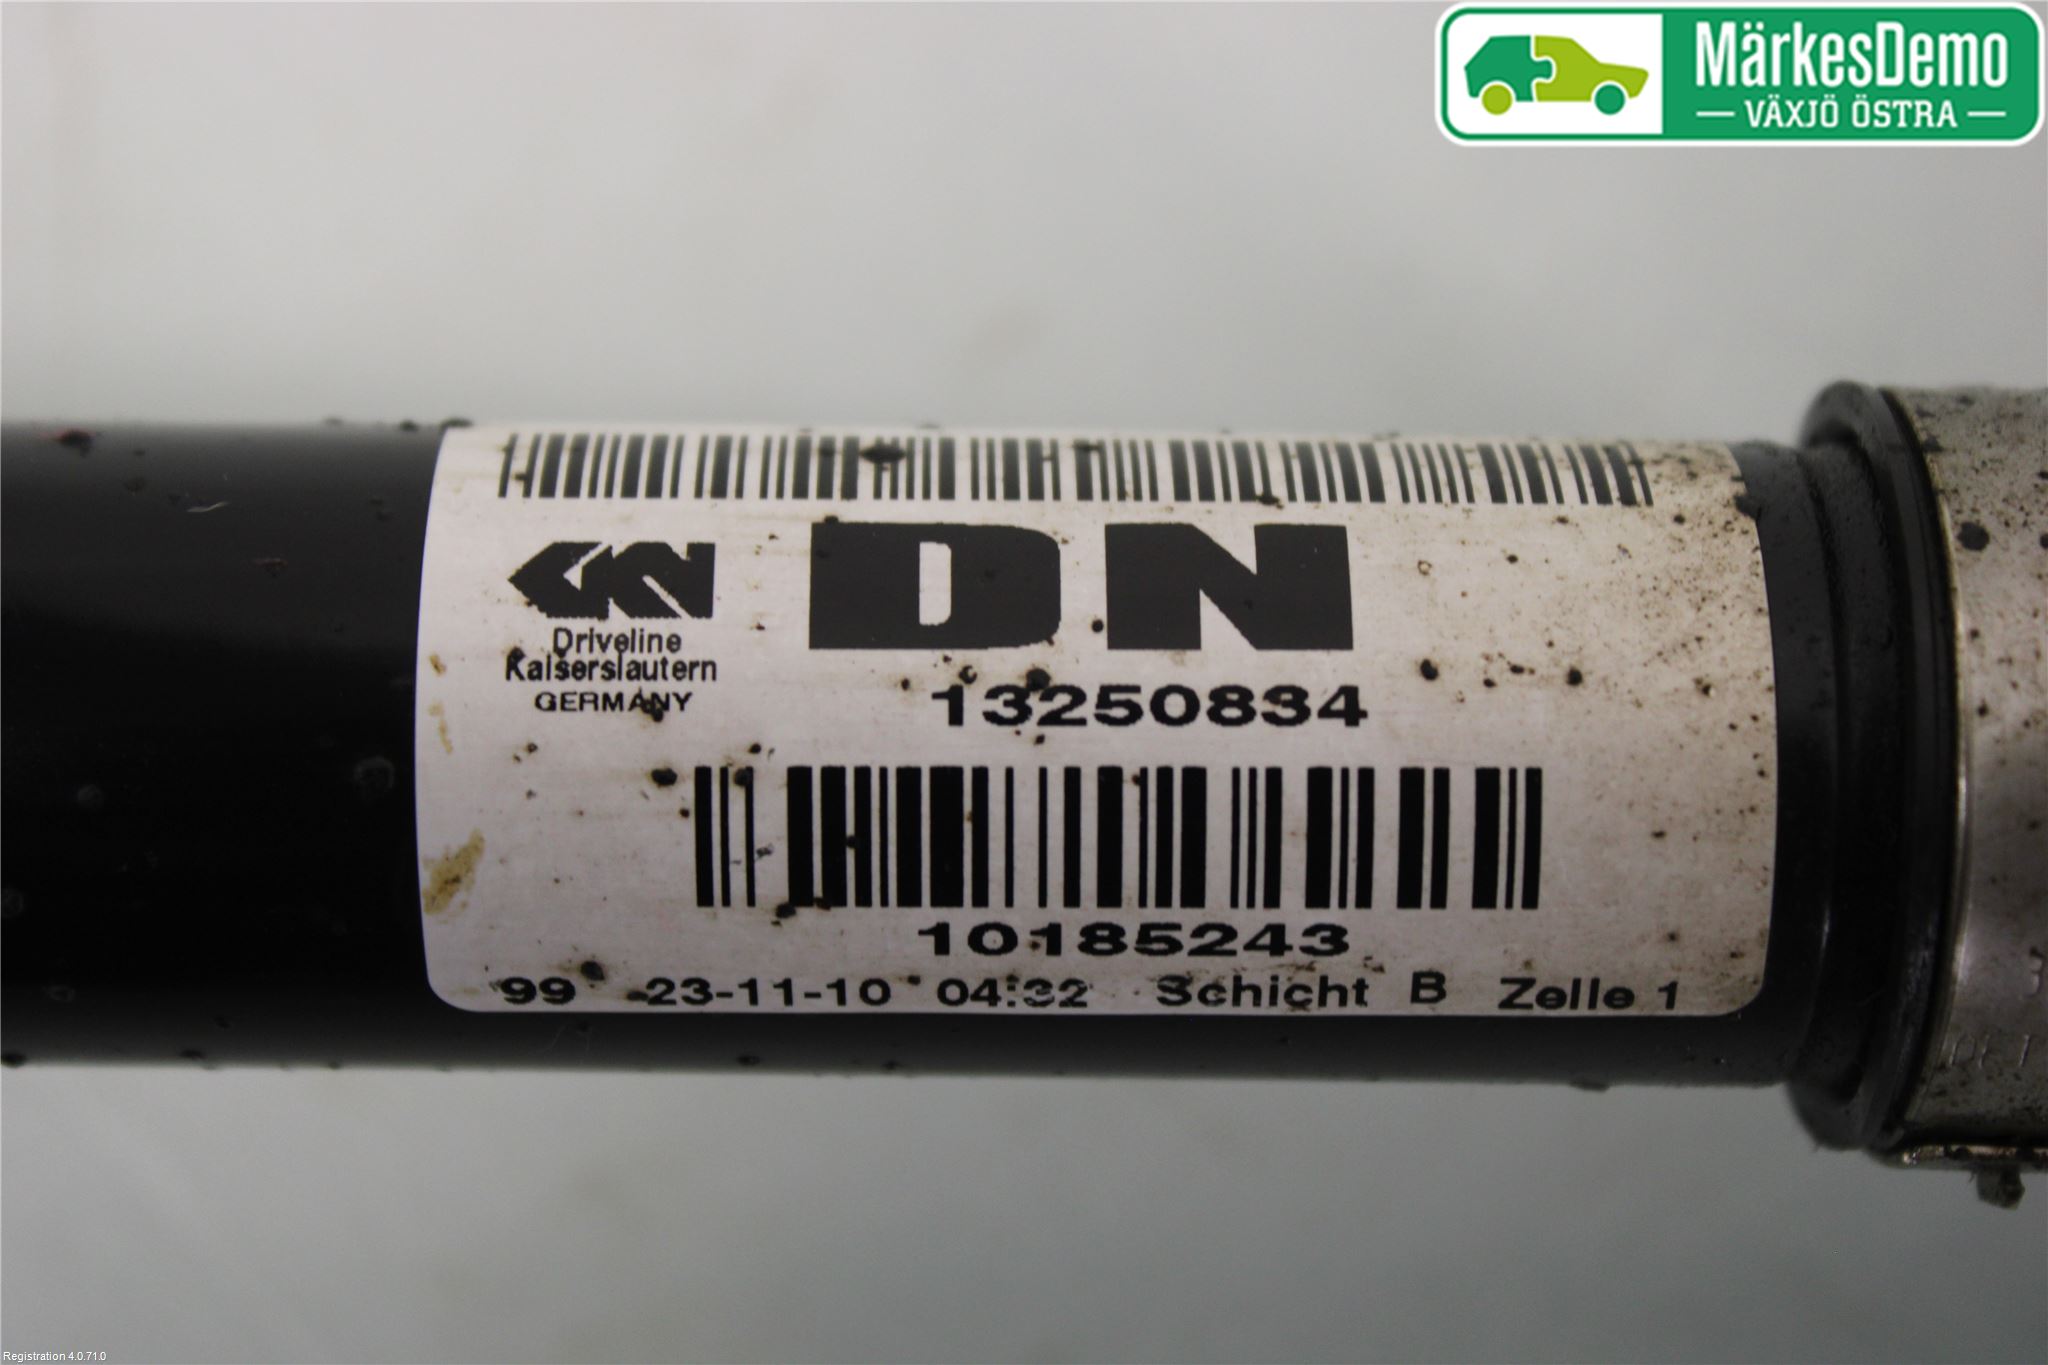 MärkesDemo
VÄXJÖ ÖSTRA
DN
Driveline
Kaiserslautern
GERMANY
13250834
10185243
99 23-11-10 04:32 Schicht B Zelle 1
Registration 4.0.71.0